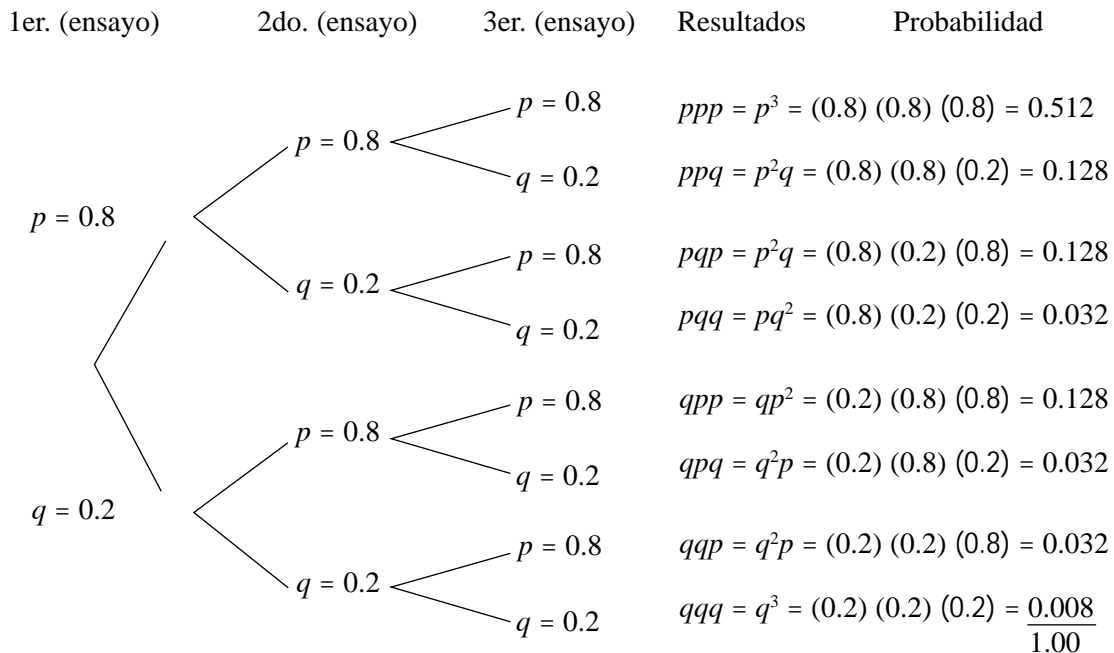 1er. (ensayo) 2do. (ensayo) 3er. (ensayo) Resultados Probabilidad
p = 0.8 ppp = p³ = (0.8) (0.8) (0.8) = 0.512
p = 0.8
q = 0.2 ppq = p²q = (0.8) (0.8) (0.2) = 0.128
p = 0.8
p = 0.8 pqp = p²q = (0.8) (0.2) (0.8) = 0.128
q = 0.2
q = 0.2 pqq = pq² = (0.8) (0.2) (0.2) = 0.032
p = 0.8 qpp = qp² = (0.2) (0.8) (0.8) = 0.128
p = 0.8
q = 0.2 qpq = q²p = (0.2) (0.8) (0.2) = 0.032
q = 0.2
p = 0.8 qqp = q²p = (0.2) (0.2) (0.8) = 0.032
q = 0.2
q = 0.2 qqq = q³ = (0.2) (0.2) (0.2) = 0.008
1.00